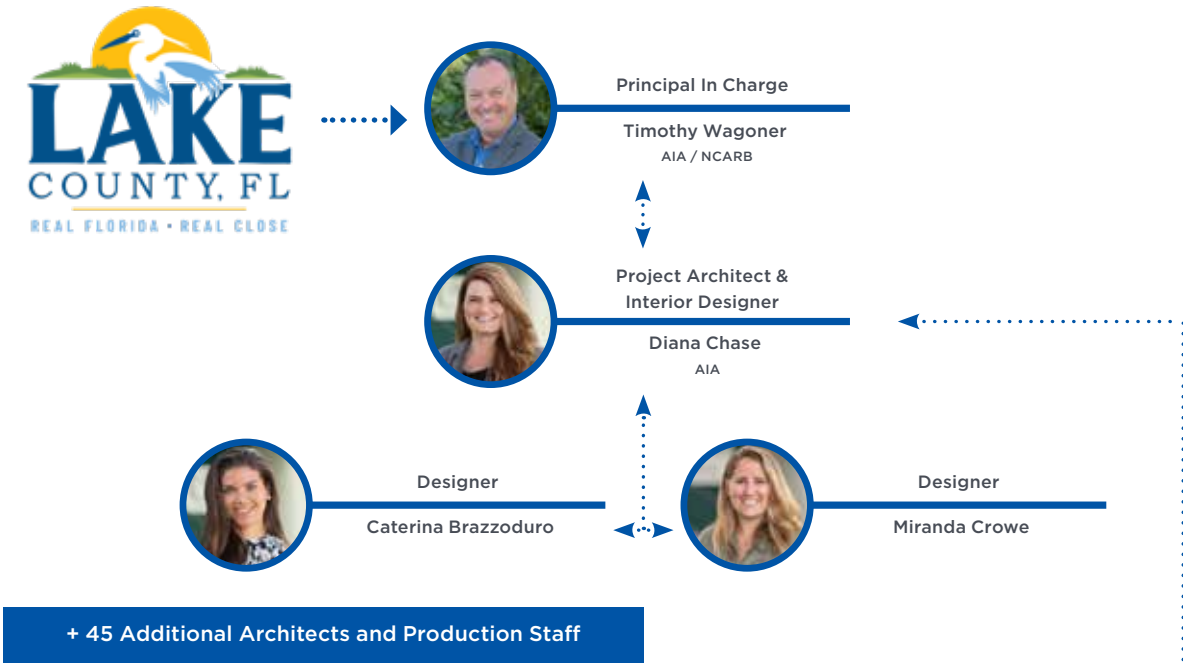 LAKE
COUNTY, FL
REAL FLORIDA • REAL CLOSE
Principal In Charge
Timothy Wagoner
AIA / NCARB
Project Architect &
Interior Designer
Diana Chase
AIA
Designer
Caterina Brazzoduro
Designer
Miranda Crowe
+ 45 Additional Architects and Production Staff